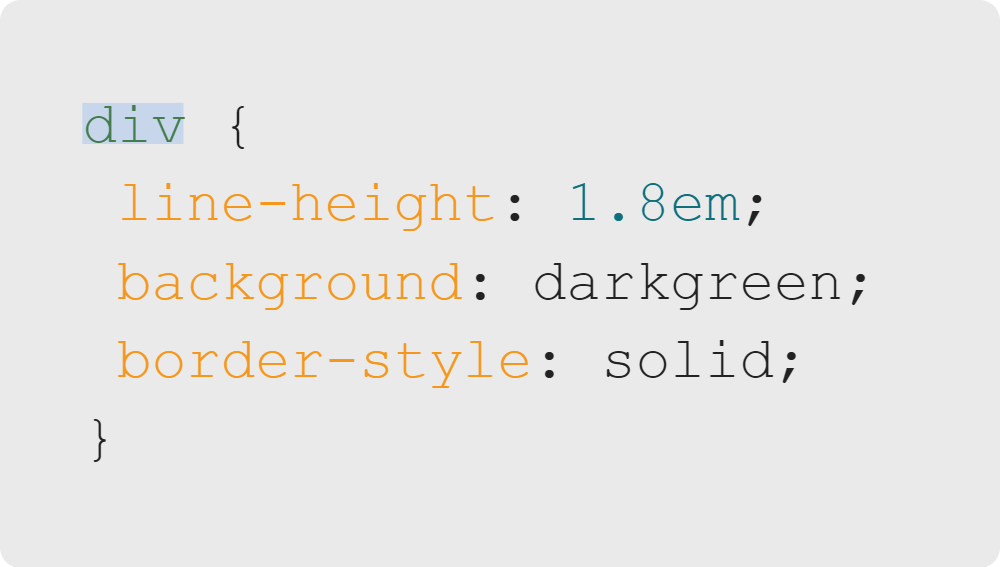 div {
line-height: 1.8em;
background: darkgreen;
border-style: solid;
}